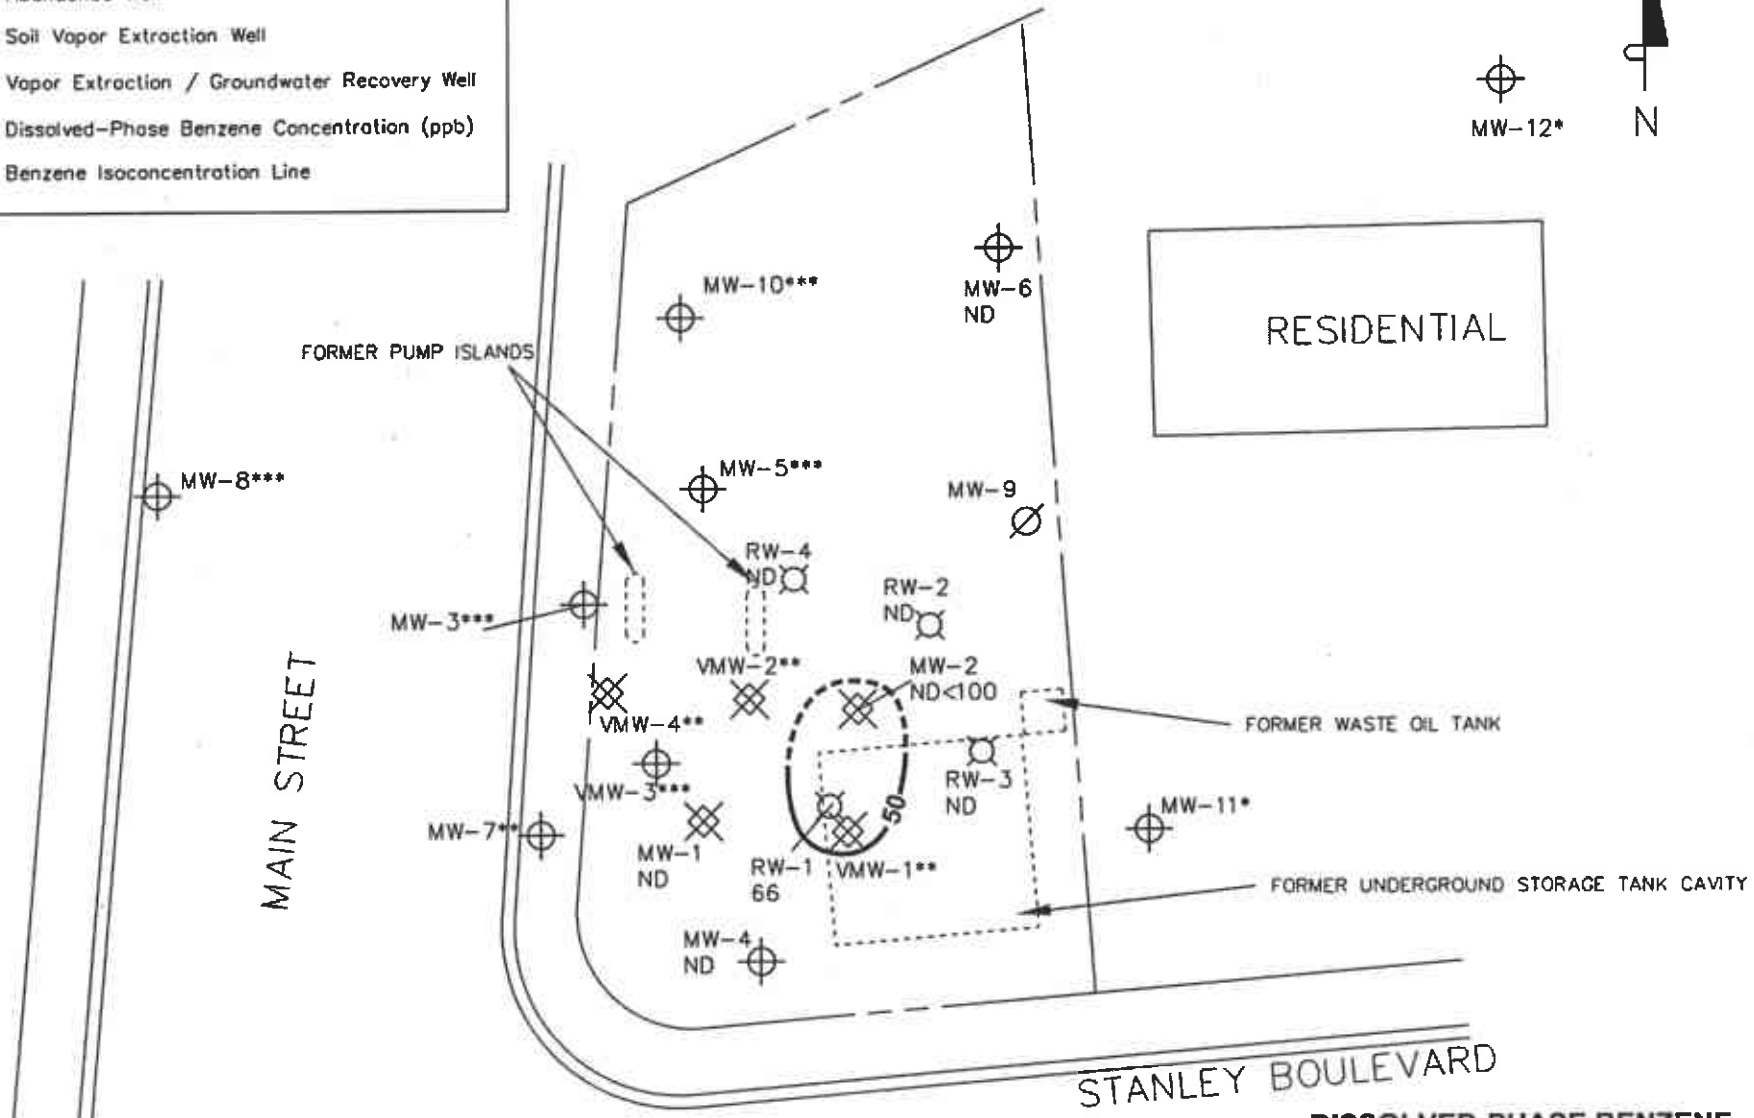 Soil Vapor Extraction Well
Vapor Extraction / Groundwater Recovery Well
Dissolved-Phase Benzene Concentration (ppb)
Benzene Isoconcentration Line
N
MW-12*
MW-10***
MW-6
ND
RESIDENTIAL
FORMER PUMP ISLANDS
MW-8***
MW-5***
MW-9
RW-4
ND
RW-2
ND
MW-3***
VMW-2**
MW-2
ND<100
VMW-4**
FORMER WASTE OIL TANK
MAIN STREET
VMW-3***
RW-3
ND
50
MW-11*
MW-7**
MW-1
ND
RW-1
66
VMW-1**
FORMER UNDERGROUND STORAGE TANK CAVITY
MW-4
ND
STANLEY BOULEVARD
DISSOLVED PHASE BENZENE